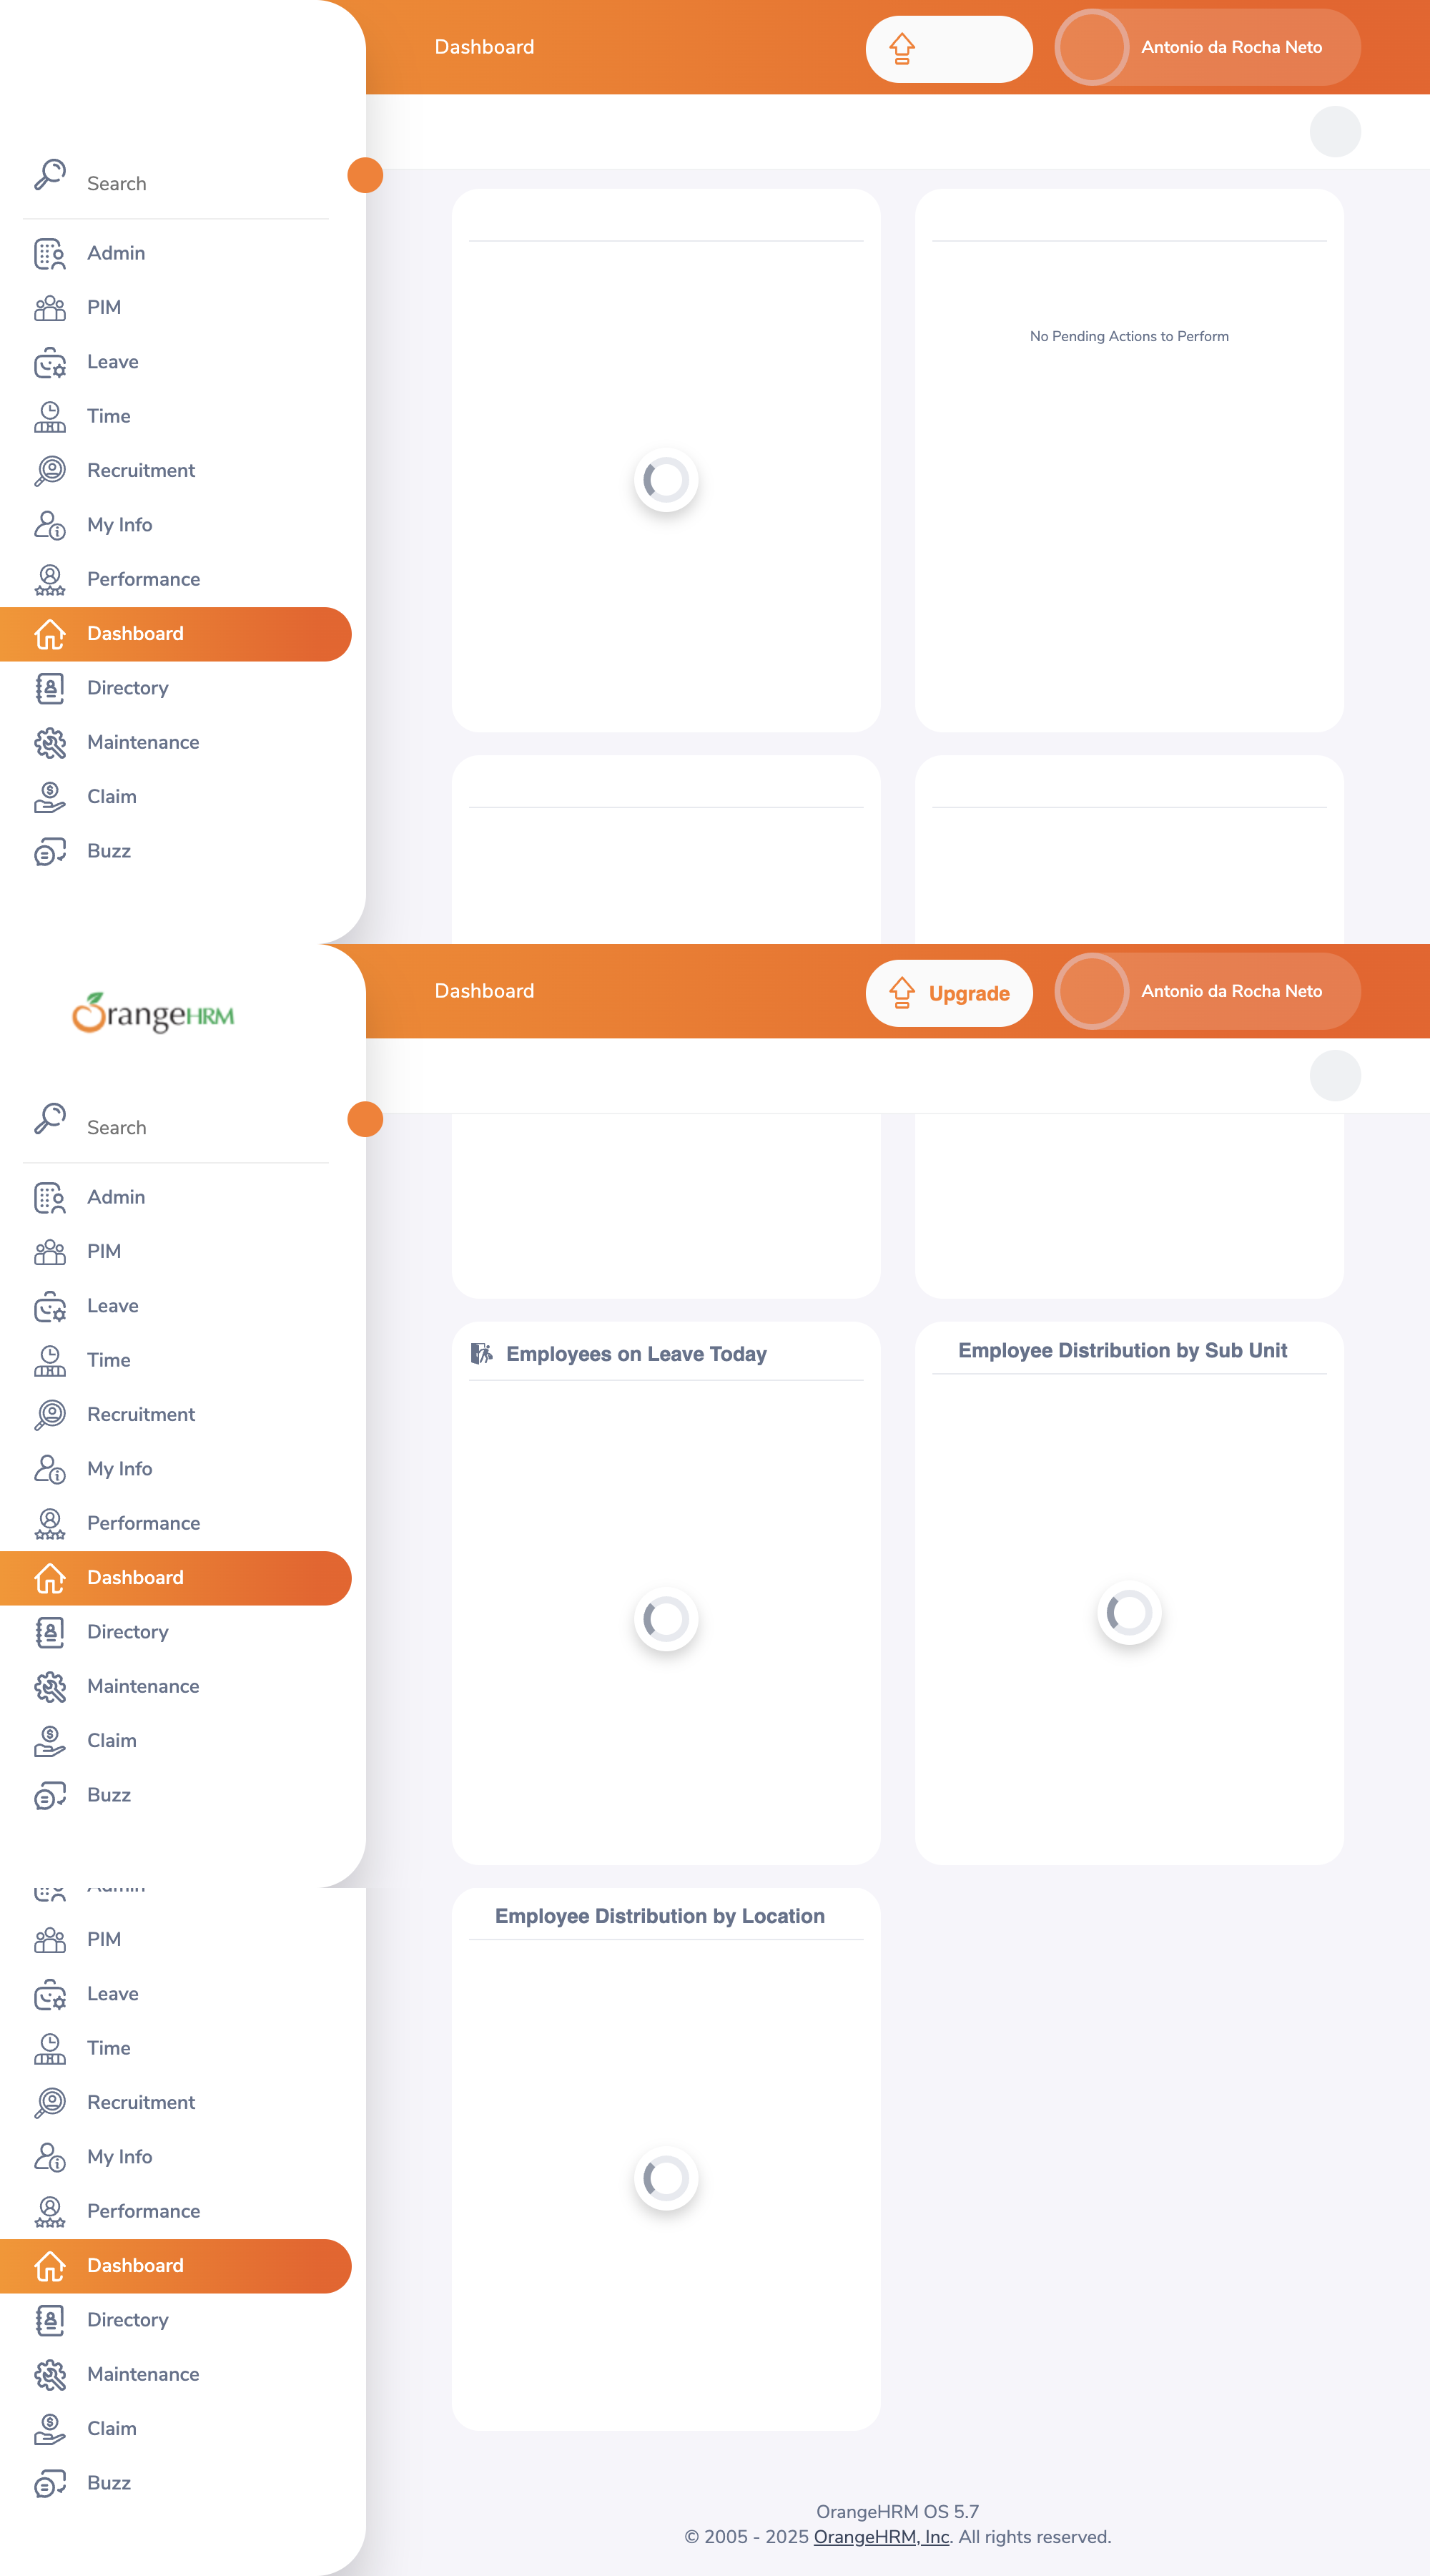 Dashboard
Antonio da Rocha Neto
Search
Admin
PIM
Leave
Time
Recruitment
My Info
Performance
Dashboard
Directory
Maintenance
Claim
Buzz
No Pending Actions to Perform
OrangeHRM
Dashboard
Upgrade
Antonio da Rocha Neto
Search
Admin
PIM
Leave
Time
Recruitment
My Info
Performance
Dashboard
Directory
Maintenance
Claim
Buzz
Employees on Leave Today
Employee Distribution by Sub Unit
Admin
PIM
Leave
Time
Recruitment
My Info
Performance
Dashboard
Directory
Maintenance
Claim
Buzz
Employee Distribution by Location
OrangeHRM OS 5.7
© 2005 - 2025 OrangeHRM, Inc. All rights reserved.